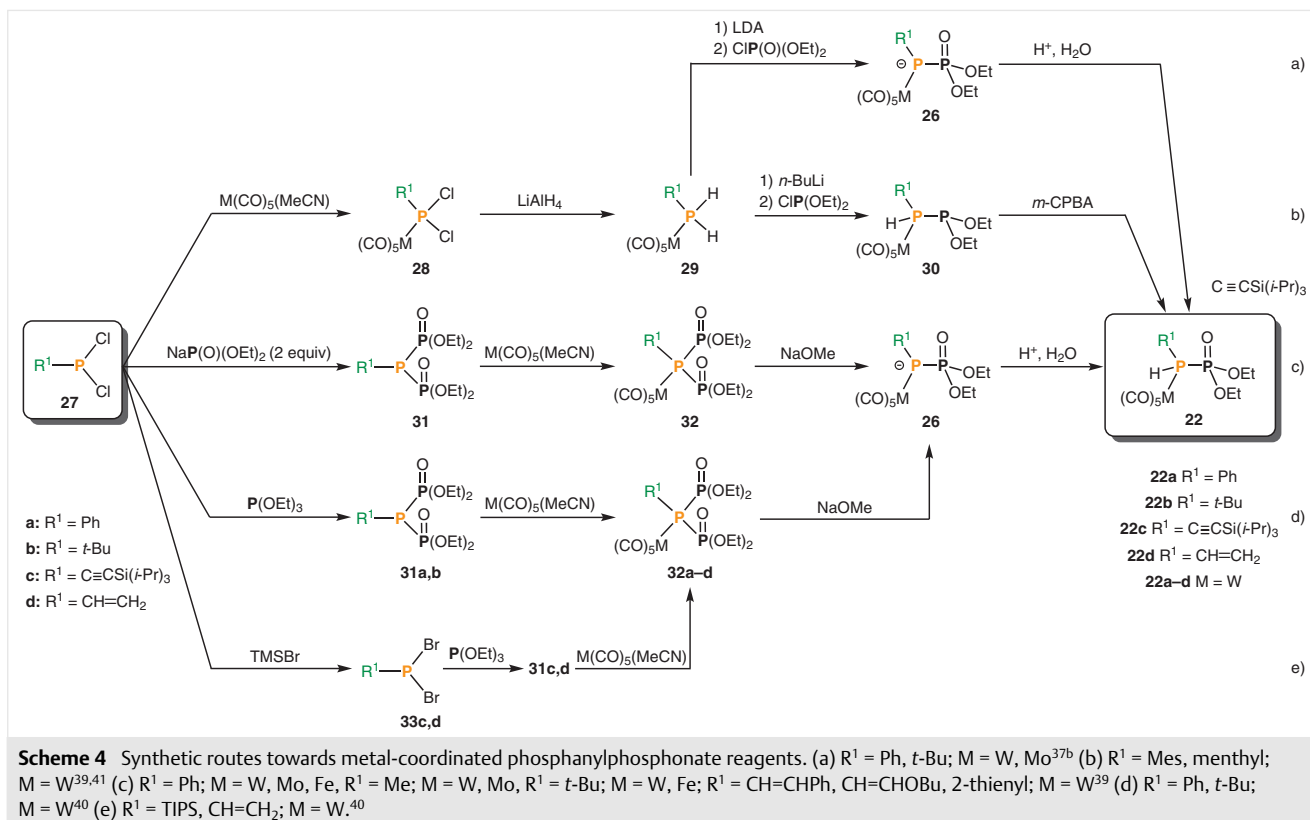 1) LDA
2) ClP(O)(OEt)2
R1
⊖
P
P
O
OEt
OEt
(CO)5M
26
H+, H2O
a)
M(CO)5(MeCN)
R1
Cl
P
Cl
(CO)5M
28
LiAlH4
R1
H
P
H
(CO)5M
29
1) n-BuLi
2) ClP(OEt)2
R1
H
P
P
OEt
OEt
(CO)5M
30
m-CPBA
b)
C≡CSi(i-Pr)3
R1
P
Cl
Cl
27
NaP(O)(OEt)2 (2 equiv)
O
P(OEt)2
R1
P
O
P(OEt)2
31
M(CO)5(MeCN)
O
R1
P(OEt)2
P
O
(CO)5M
P(OEt)2
32
NaOMe
R1
O
⊖
P
P
OEt
OEt
(CO)5M
26
H+, H2O
R1
O
H
P
P
OEt
OEt
(CO)5M
22
c)
P(OEt)3
O
P(OEt)2
R1
P
O
P(OEt)2
31a,b
M(CO)5(MeCN)
O
R1
P(OEt)2
P
O
(CO)5M
P(OEt)2
32a–d
NaOMe
d)
a: R1 = Ph
b: R1 = t-Bu
c: R1 = C≡CSi(i-Pr)3
d: R1 = CH=CH2
22a R1 = Ph
22b R1 = t-Bu
22c R1 = C≡CSi(i-Pr)3
22d R1 = CH=CH2
22a–d M = W
TMSBr
R1
P
Br
Br
33c,d
P(OEt)3
31c,d
M(CO)5(MeCN)
e)
Scheme 4 Synthetic routes towards metal-coordinated phosphanylphosphonate reagents. (a) R1 = Ph, t-Bu; M = W, Mo37b (b) R1 = Mes, menthyl;
M = W39,41 (c) R1 = Ph; M = W, Mo, Fe, R1 = Me; M = W, Mo, R1 = t-Bu; M = W, Fe; R1 = CH=CHPh, CH=CHOBu, 2-thienyl; M = W39 (d) R1 = Ph, t-Bu;
M = W40 (e) R1 = TIPS, CH=CH2; M = W.40